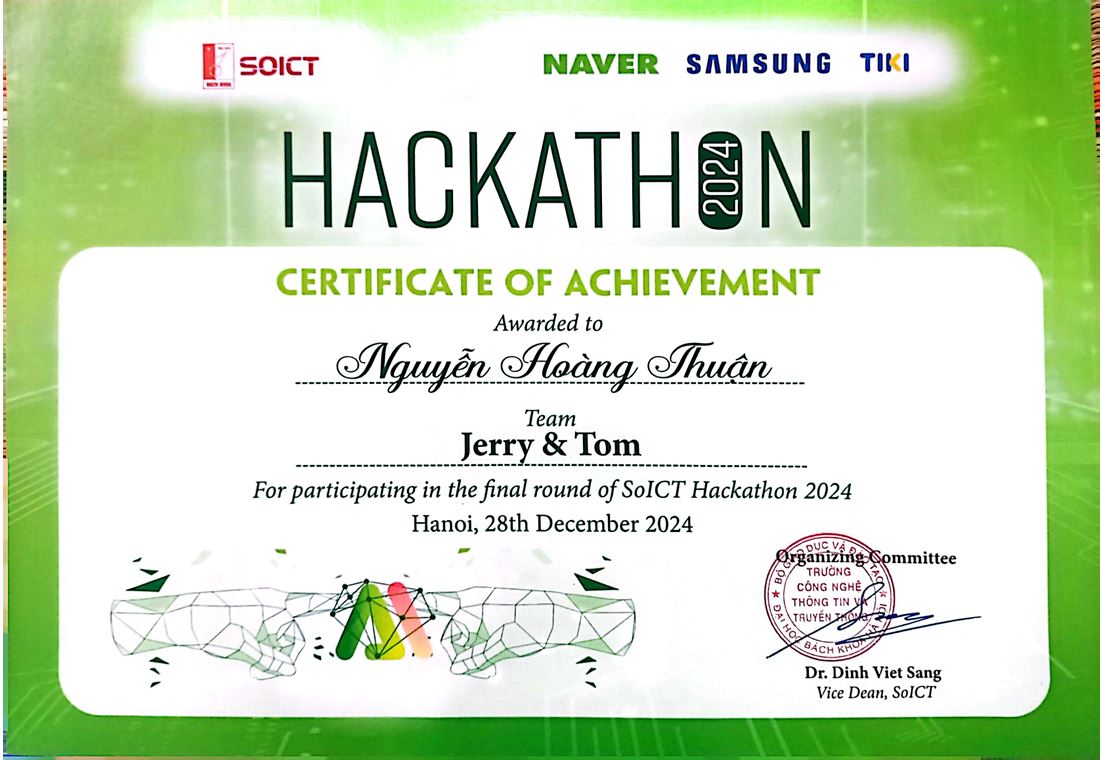 SOICT
NAVER SAMSUNG TIKI
HACKATHON
2024
CERTIFICATE OF ACHIEVEMENT
Awarded to
Nguyễn Hoàng Thuận
Team
Jerry & Tom
For participating in the final round of SoICT Hackathon 2024
Hanoi, 28th December 2024
Organizing Committee
BỘ GIÁO DỤC VÀ ĐÀO TẠO
TRƯỜNG
CÔNG NGHỆ
THÔNG TIN VÀ
TRUYỀN THÔNG
ĐẠI HỌC BÁCH KHOA HÀ NỘI
Dr. Dinh Viet Sang
Vice Dean, SoICT